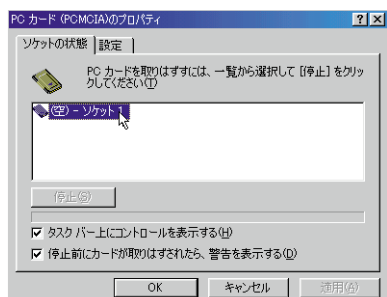 PC カード (PCMCIA)のプロパティ
ソケットの状態
設定
PC カードを取りはずすには、一覧から選択して [停止] をクリッ
クしてください(T)
(空) - ソケット 1
停止(S)
タスク バー上にコントロールを表示する(H)
停止前にカードが取りはずされたら、警告を表示する(D)
OK
キャンセル
適用(A)